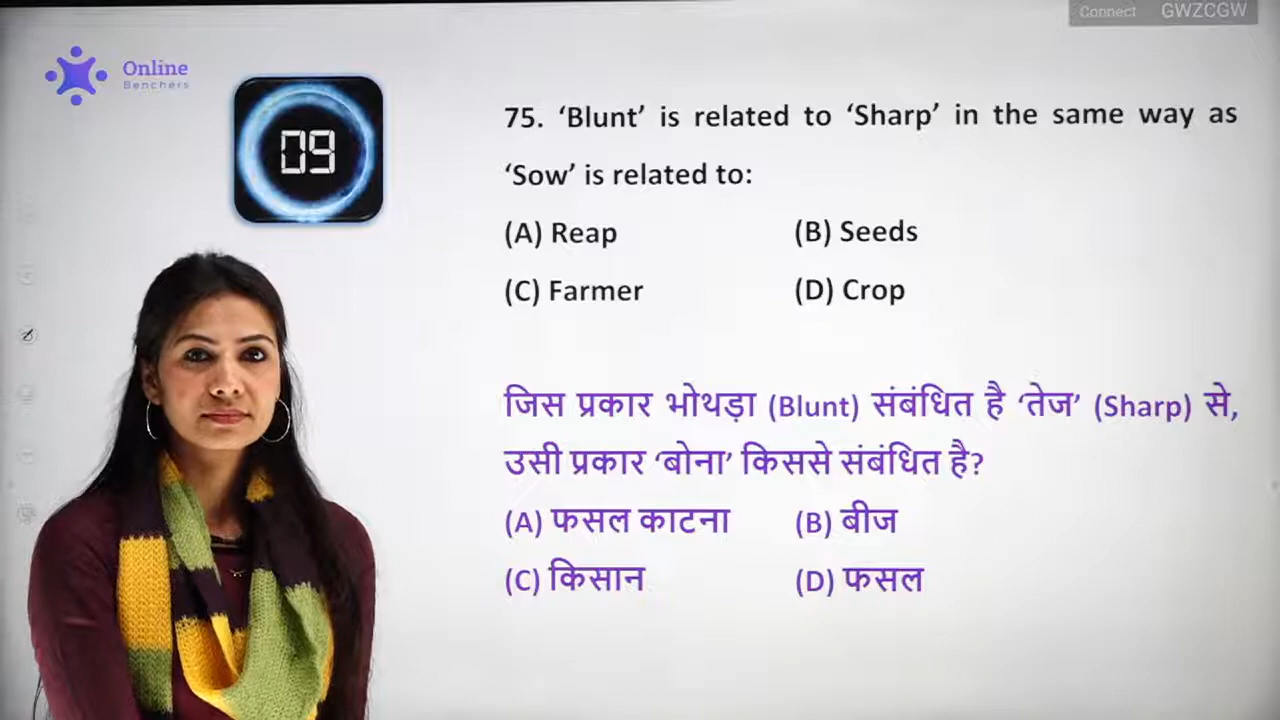 Connect GWZCGW
Online
Benchers
09
75. ‘Blunt’ is related to ‘Sharp’ in the same way as
‘Sow’ is related to:
(A) Reap (B) Seeds
(C) Farmer (D) Crop
जिस प्रकार भोथड़ा (Blunt) संबंधित है ‘तेज’ (Sharp) से,
उसी प्रकार ‘बोना’ किससे संबंधित है?
(A) फसल काटना (B) बीज
(C) किसान (D) फसल